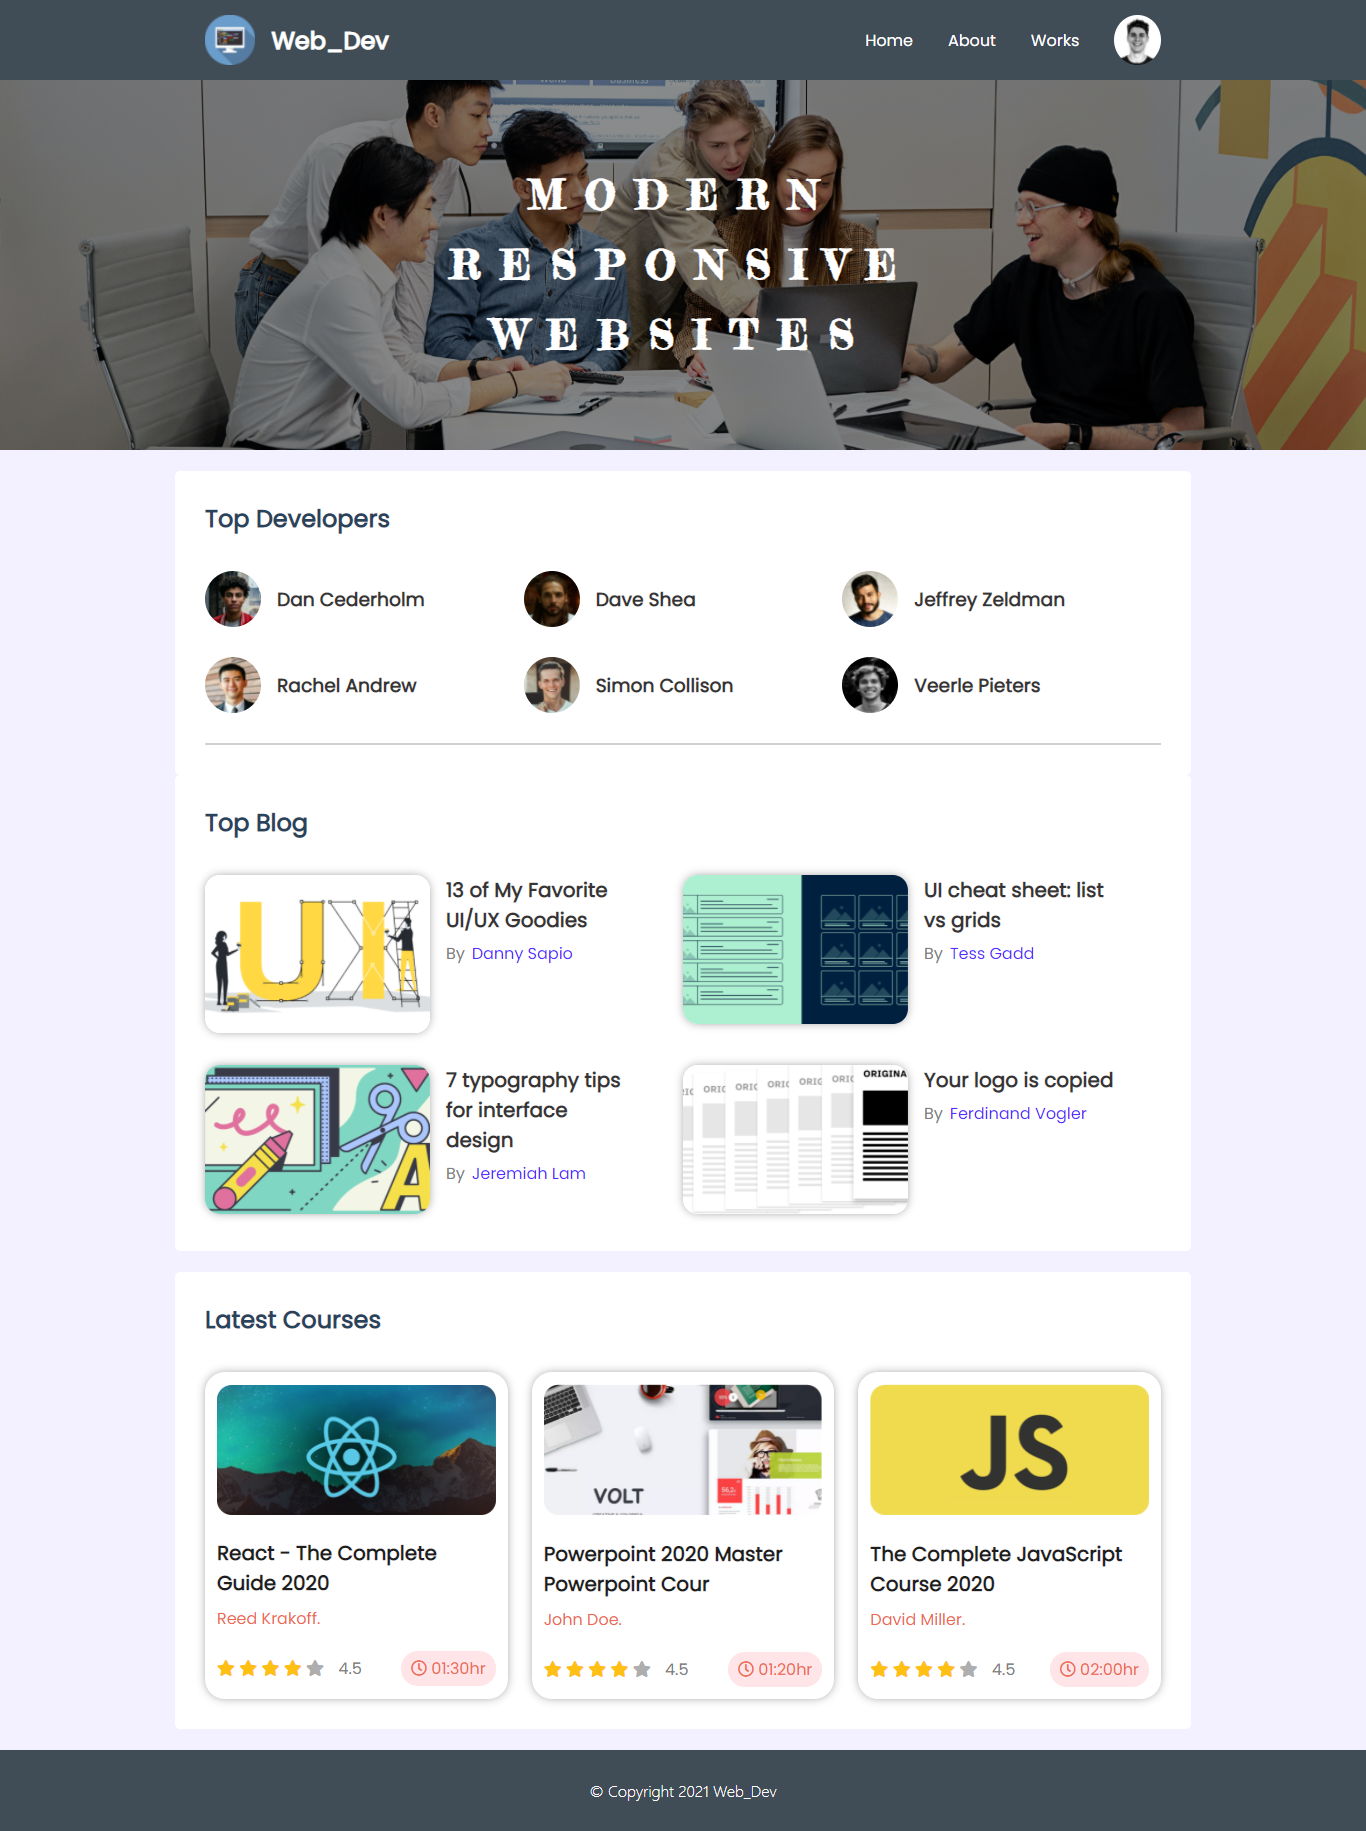 Web_Dev
Home About Works
MODERN
RESPONSIVE
WEBSITES
Top Developers
Dan Cederholm
Dave Shea
Jeffrey Zeldman
Rachel Andrew
Simon Collison
Veerle Pieters
Top Blog
UX
13 of My Favorite
UI/UX Goodies
By Danny Sapio
UI cheat sheet: list
vs grids
By Tess Gadd
A
7 typography tips
for interface
design
By Jeremiah Lam
ORIGINA
Your logo is copied
By Ferdinand Vogler
Latest Courses
React - The Complete
Guide 2020
Reed Krakoff.
4.5 01:30hr
VOLT
Powerpoint 2020 Master
Powerpoint Cour
John Doe.
4.5 01:20hr
JS
The Complete JavaScript
Course 2020
David Miller.
4.5 02:00hr
© Copyright 2021 Web_Dev